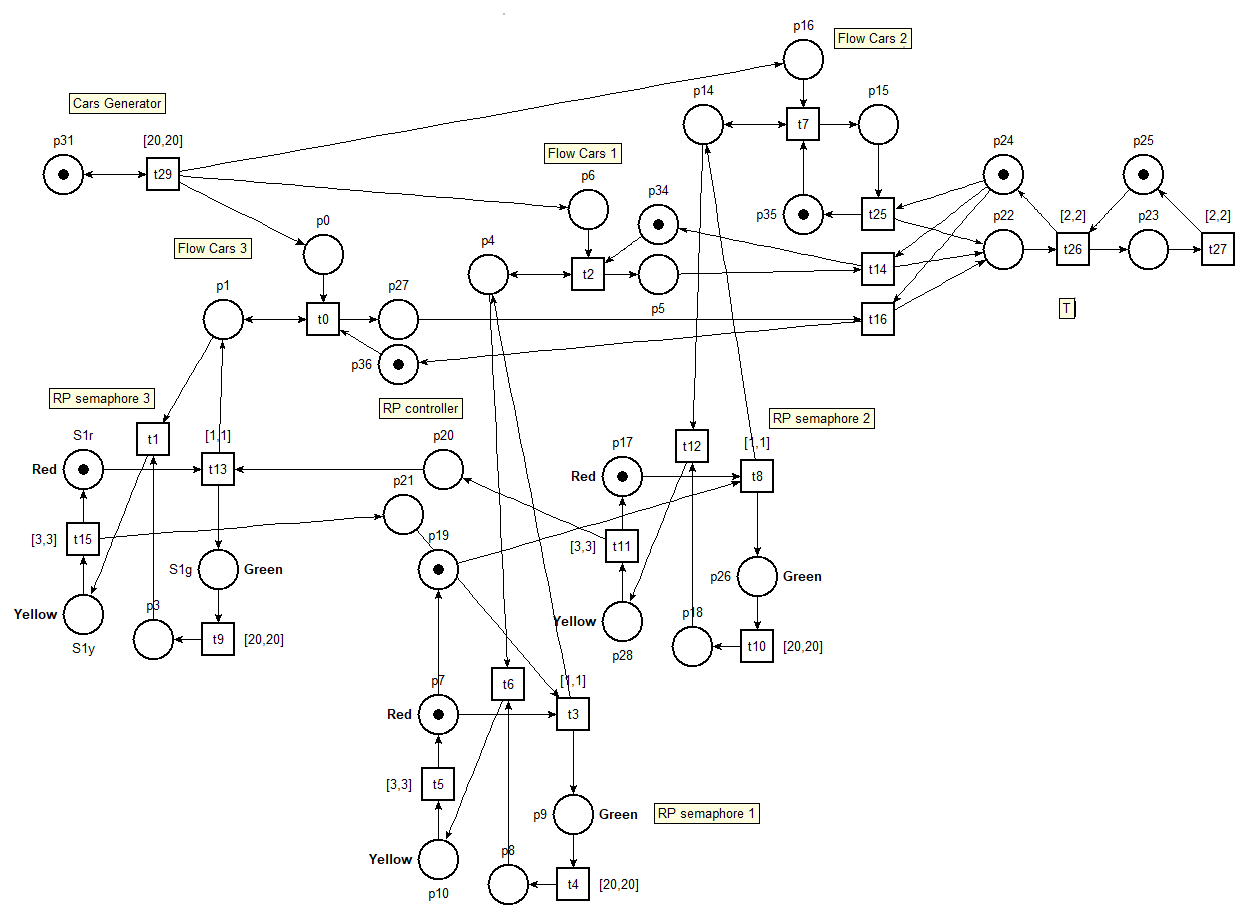 p16
Flow Cars 2
p14
p15
Cars Generator
p31
[20,20]
t7
p24
p25
Flow Cars 1
t29
p6
p34
p35
t25
p22
[2,2]
p23
[2,2]
p0
Flow Cars 3
p4
t2
t14
t26
t27
p1
p27
p5
T
t0
t16
p36
RP semaphore 3
RP controller
RP semaphore 2
S1r
t1
[1,1]
p20
p17
t12
[1,1]
Red
t13
p21
Red
t8
[3,3]
t15
p19
[3,3]
t11
S1g
Green
p26
Green
Yellow
p3
Yellow
p18
S1y
t9
[20,20]
p28
t10
[20,20]
p7
t6
[1,1]
Red
t3
[3,3]
t5
p9
Green
RP semaphore 1
Yellow
p8
p10
t4
[20,20]